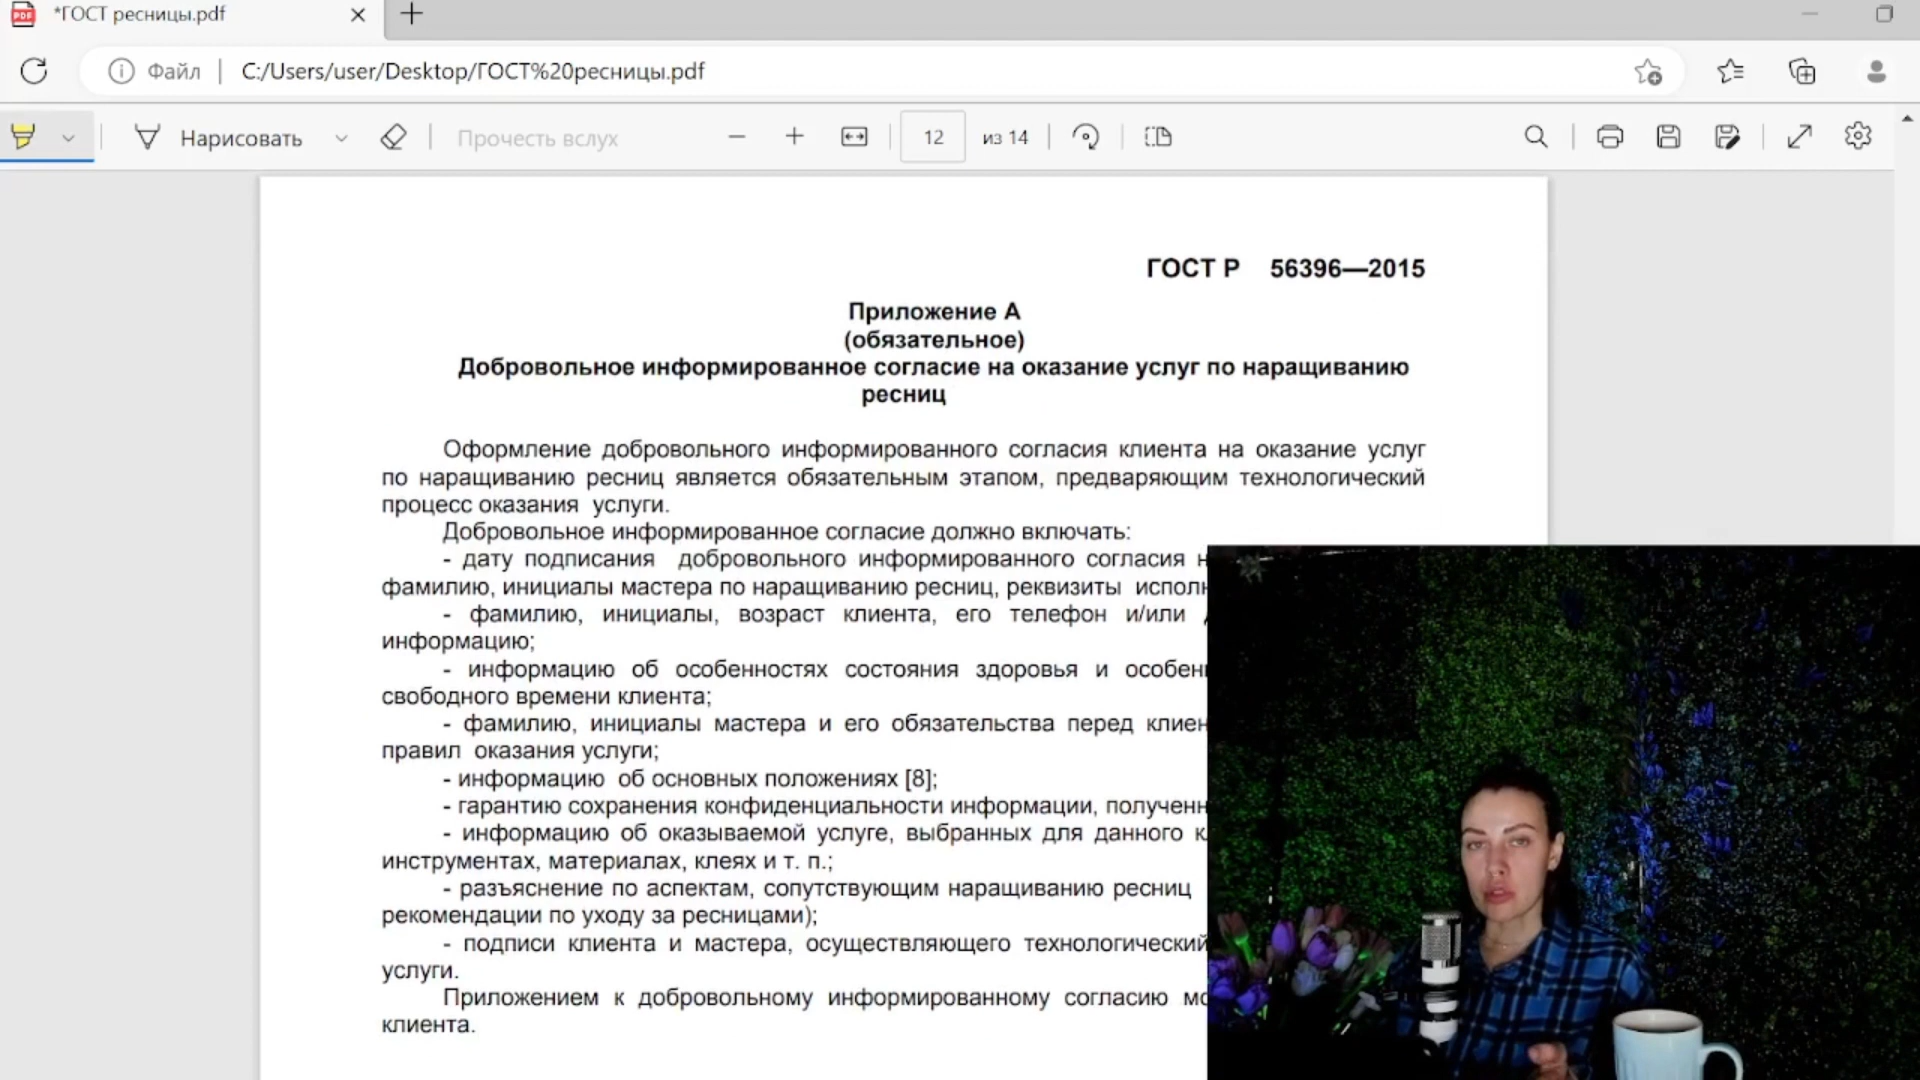 *ГОСТ ресницы.pdf
Файл
C:/Users/user/Desktop/ГОСТ%20ресницы.pdf
Нарисовать
Прочесть вслух
12
из 14
ГОСТ Р 56396—2015
Приложение А
(обязательное)
Добровольное информированное согласие на оказание услуг по наращиванию
ресниц
Оформление добровольного информированного согласия клиента на оказание услуг
по наращиванию ресниц является обязательным этапом, предваряющим технологический
процесс оказания услуги.
Добровольное информированное согласие должно включать:
- дату подписания добровольного информированного согласия
фамилию, инициалы мастера по наращиванию ресниц, реквизиты
- фамилию, инициалы, возраст клиента, его телефон и/или
информацию;
- информацию об особенностях состояния здоровья и
свободного времени клиента;
- фамилию, инициалы мастера и его обязательства перед
правил оказания услуги;
- информацию об основных положениях [8];
- гарантию сохранения конфиденциальности информации,
- информацию об оказываемой услуге, выбранных для данного
инструментах, материалах, клеях и т. п.;
- разъяснение по аспектам, сопутствующим наращиванию ресниц
рекомендации по уходу за ресницами);
- подписи клиента и мастера, осуществляющего технологический
услуги.
Приложением к добровольному информированному согласию
клиента.